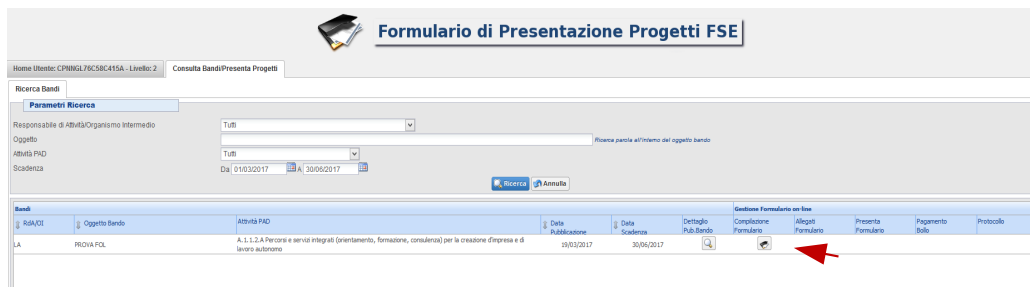 Formulario di Presentazione Progetti FSE
Home Utente: CPNNGL76C58C415A - Livello: 2 Consulta Bandi/Presenta Progetti
Ricerca Bandi
Parametri Ricerca
Responsabile di Attività/Organismo Intermedio Tutti
Oggetto Ricerca parola all'interno del oggetto bando
Attività PAD Tutti
Scadenza Da 01/03/2017 A 30/06/2017
Ricerca Annulla
Bandi Gestione Formulario on-line
RdA/OI Oggetto Bando Attività PAD Data Pubblicazione Data Scadenza Dettaglio Pub.Bando Compilazione Formulario Allegati Formulario Presenta Formulario Pagamento Bollo Protocollo
LA PROVA FOL A.1.1.2.A Percorsi e servizi integrati (orientamento, formazione, consulenza) per la creazione d'impresa e di lavoro autonomo 19/03/2017 30/06/2017